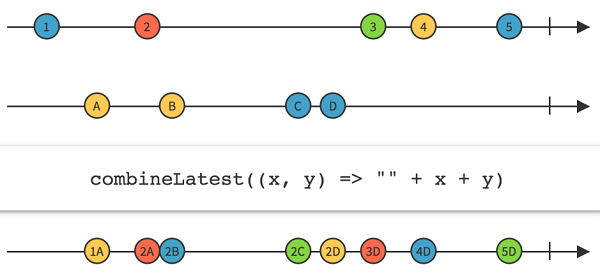 1 2 3 4 5
A B C D
combineLatest((x, y) => "" + x + y)
1A 2A 2B 2C 2D 3D 4D 5D